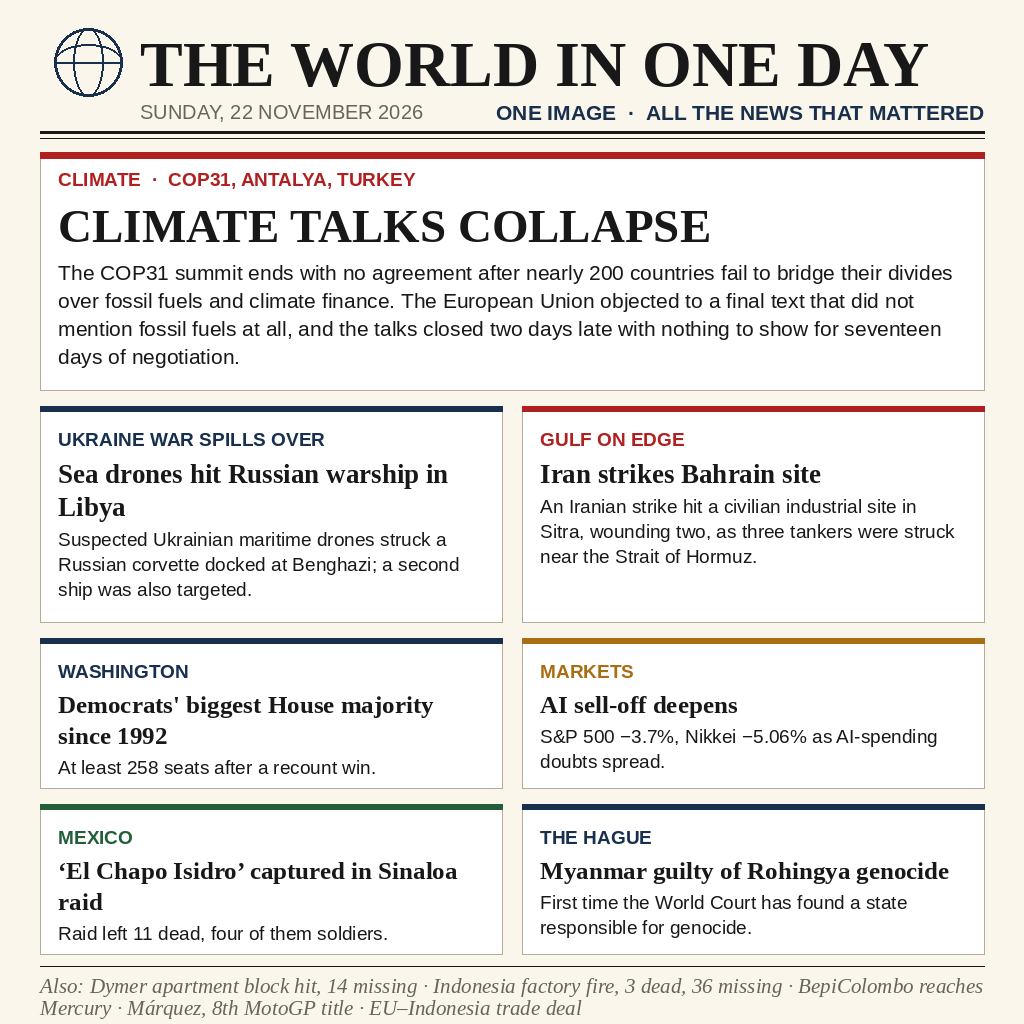 THE WORLD IN ONE DAY
SUNDAY, 22 NOVEMBER 2026
ONE IMAGE · ALL THE NEWS THAT MATTERED
CLIMATE · COP31, ANTALYA, TURKEY
CLIMATE TALKS COLLAPSE
The COP31 summit ends with no agreement after nearly 200 countries fail to bridge their divides
over fossil fuels and climate finance. The European Union objected to a final text that did not
mention fossil fuels at all, and the talks closed two days late with nothing to show for seventeen
days of negotiation.
UKRAINE WAR SPILLS OVER
Sea drones hit Russian warship in
Libya
Suspected Ukrainian maritime drones struck a
Russian corvette docked at Benghazi; a second
ship was also targeted.
GULF ON EDGE
Iran strikes Bahrain site
An Iranian strike hit a civilian industrial site in
Sitra, wounding two, as three tankers were struck
near the Strait of Hormuz.
WASHINGTON
Democrats' biggest House majority
since 1992
At least 258 seats after a recount win.
MARKETS
AI sell-off deepens
S&P 500 −3.7%, Nikkei −5.06% as AI-spending
doubts spread.
MEXICO
‘El Chapo Isidro’ captured in Sinaloa
raid
Raid left 11 dead, four of them soldiers.
THE HAGUE
Myanmar guilty of Rohingya genocide
First time the World Court has found a state
responsible for genocide.
Also: Dymer apartment block hit, 14 missing · Indonesia factory fire, 3 dead, 36 missing · BepiColombo reaches
Mercury · Márquez, 8th MotoGP title · EU–Indonesia trade deal